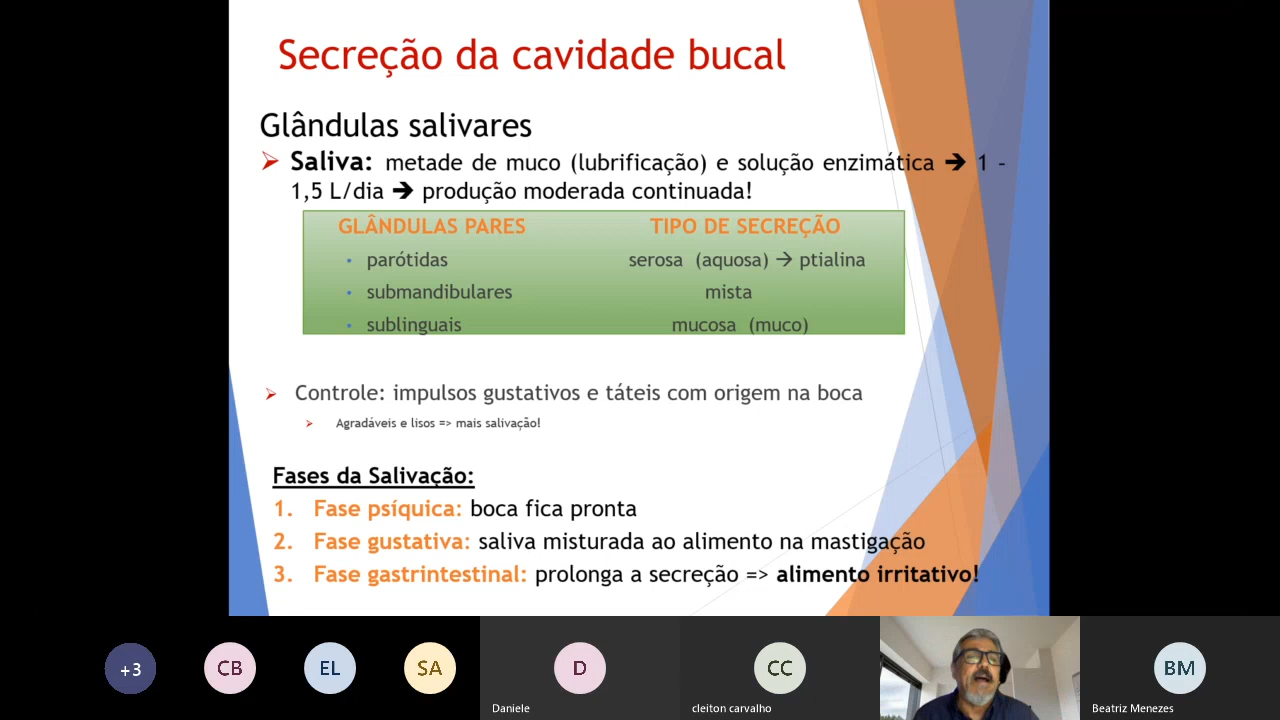 Secreção da cavidade bucal
Glândulas salivares
➢ Saliva: metade de muco (lubrificação) e solução enzimática ➔ 1 –
1,5 L/dia ➔ produção moderada continuada!
GLÂNDULAS PARES TIPO DE SECREÇÃO
• parótidas serosa (aquosa) → ptialina
• submandibulares mista
• sublinguais mucosa (muco)
➢ Controle: impulsos gustativos e táteis com origem na boca
➢ Agradáveis e lisos => mais salivação!
Fases da Salivação:
1. Fase psíquica: boca fica pronta
2. Fase gustativa: saliva misturada ao alimento na mastigação
3. Fase gastrintestinal: prolonga a secreção => alimento irritativo!
+3 CB EL SA D CC BM
Daniele cleiton carvalho Beatriz Menezes